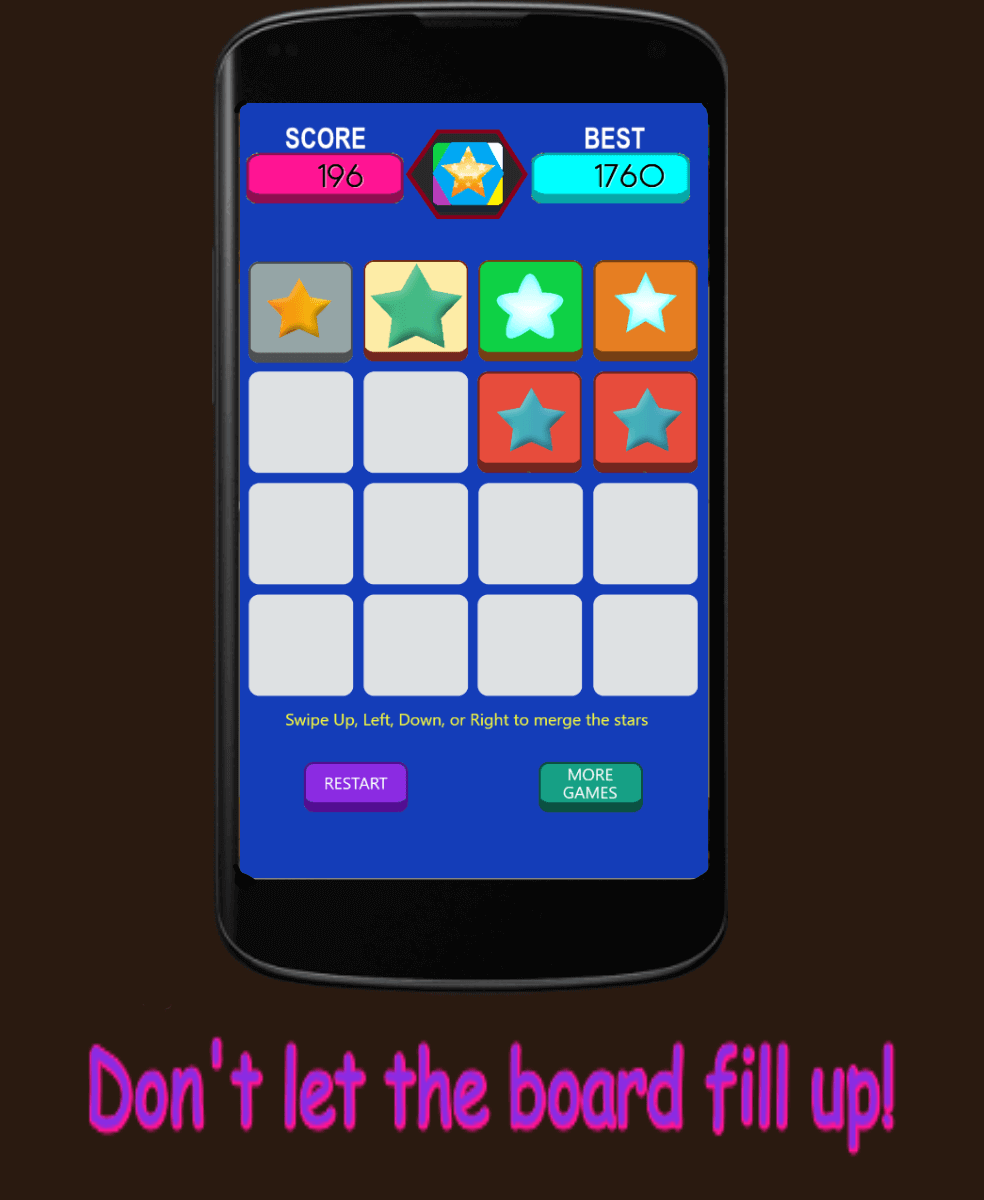 SCORE
BEST
196
1760
Swipe Up, Left, Down, or Right to merge the stars
RESTART
MORE
GAMES
Don't let the board fill up!